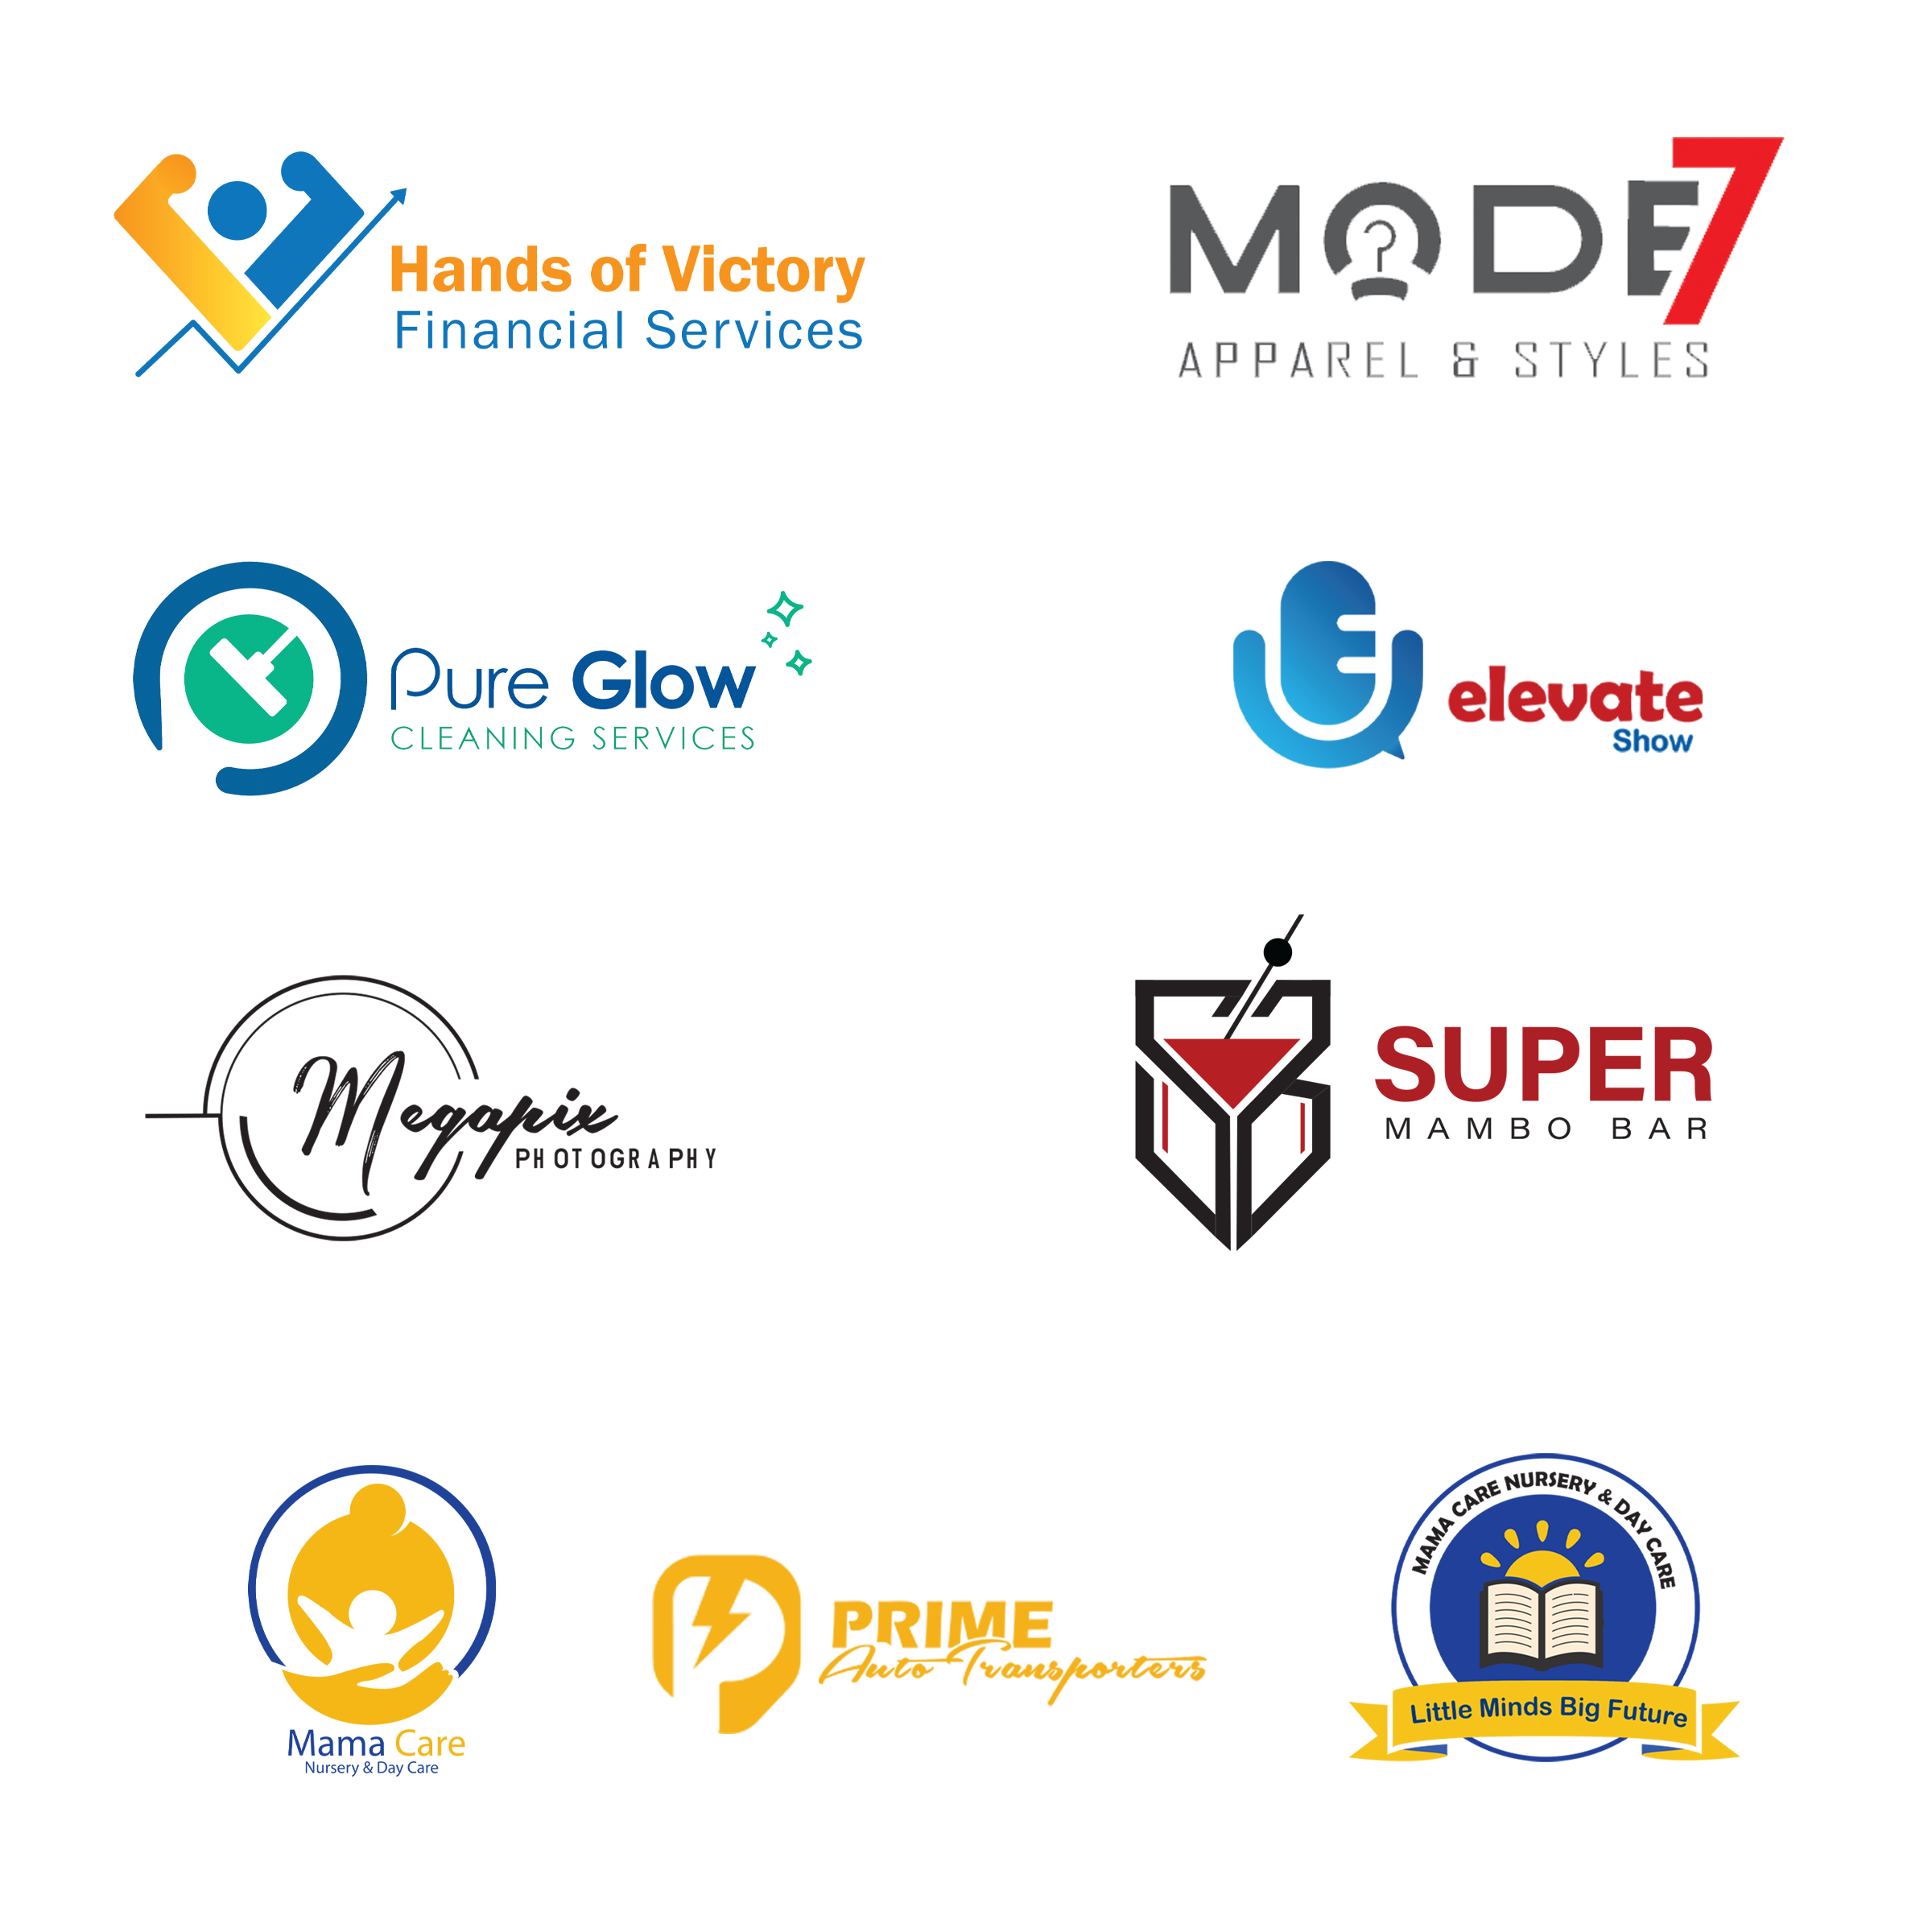 Hands of Victory
Financial Services
MODE7
APPAREL & STYLES
Pure Glow
CLEANING SERVICES
elevate
Show
Megapix
PHOTOGRAPHY
SUPER
MAMBO BAR
Mama Care
Nursery & Day Care
PRIME
Auto Transporters
MAMA CARE NURSERY & DAY CARE
Little Minds Big Future